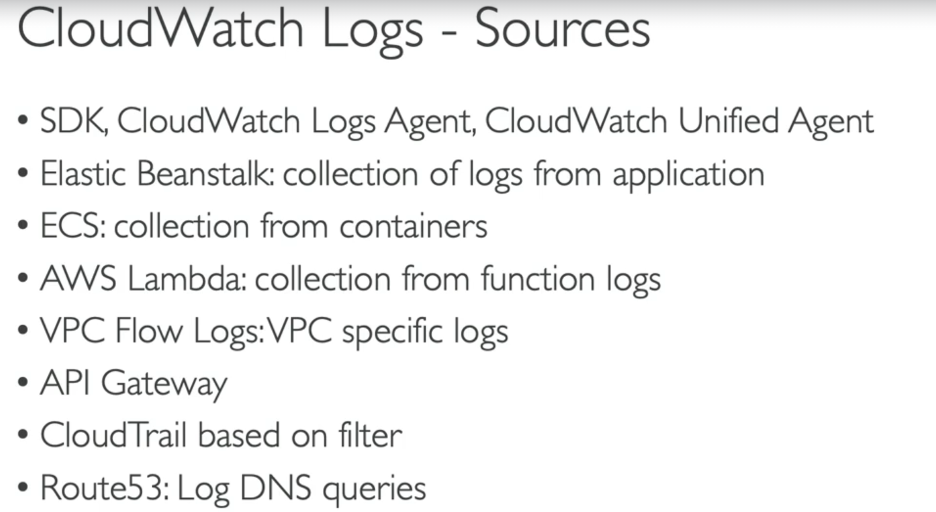 CloudWatch Logs - Sources
• SDK, CloudWatch Logs Agent, CloudWatch Unified Agent
• Elastic Beanstalk: collection of logs from application
• ECS: collection from containers
• AWS Lambda: collection from function logs
• VPC Flow Logs:VPC specific logs
• API Gateway
• CloudTrail based on filter
• Route53: Log DNS queries